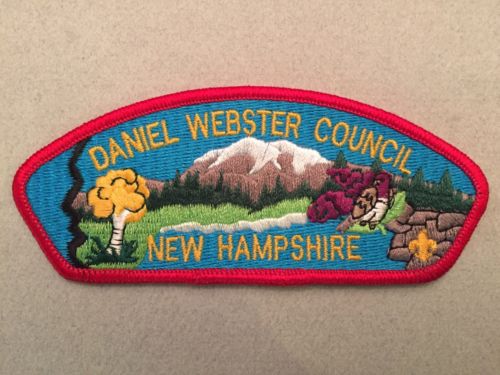 DANIEL WEBSTER COUNCIL
NEW HAMPSHIRE